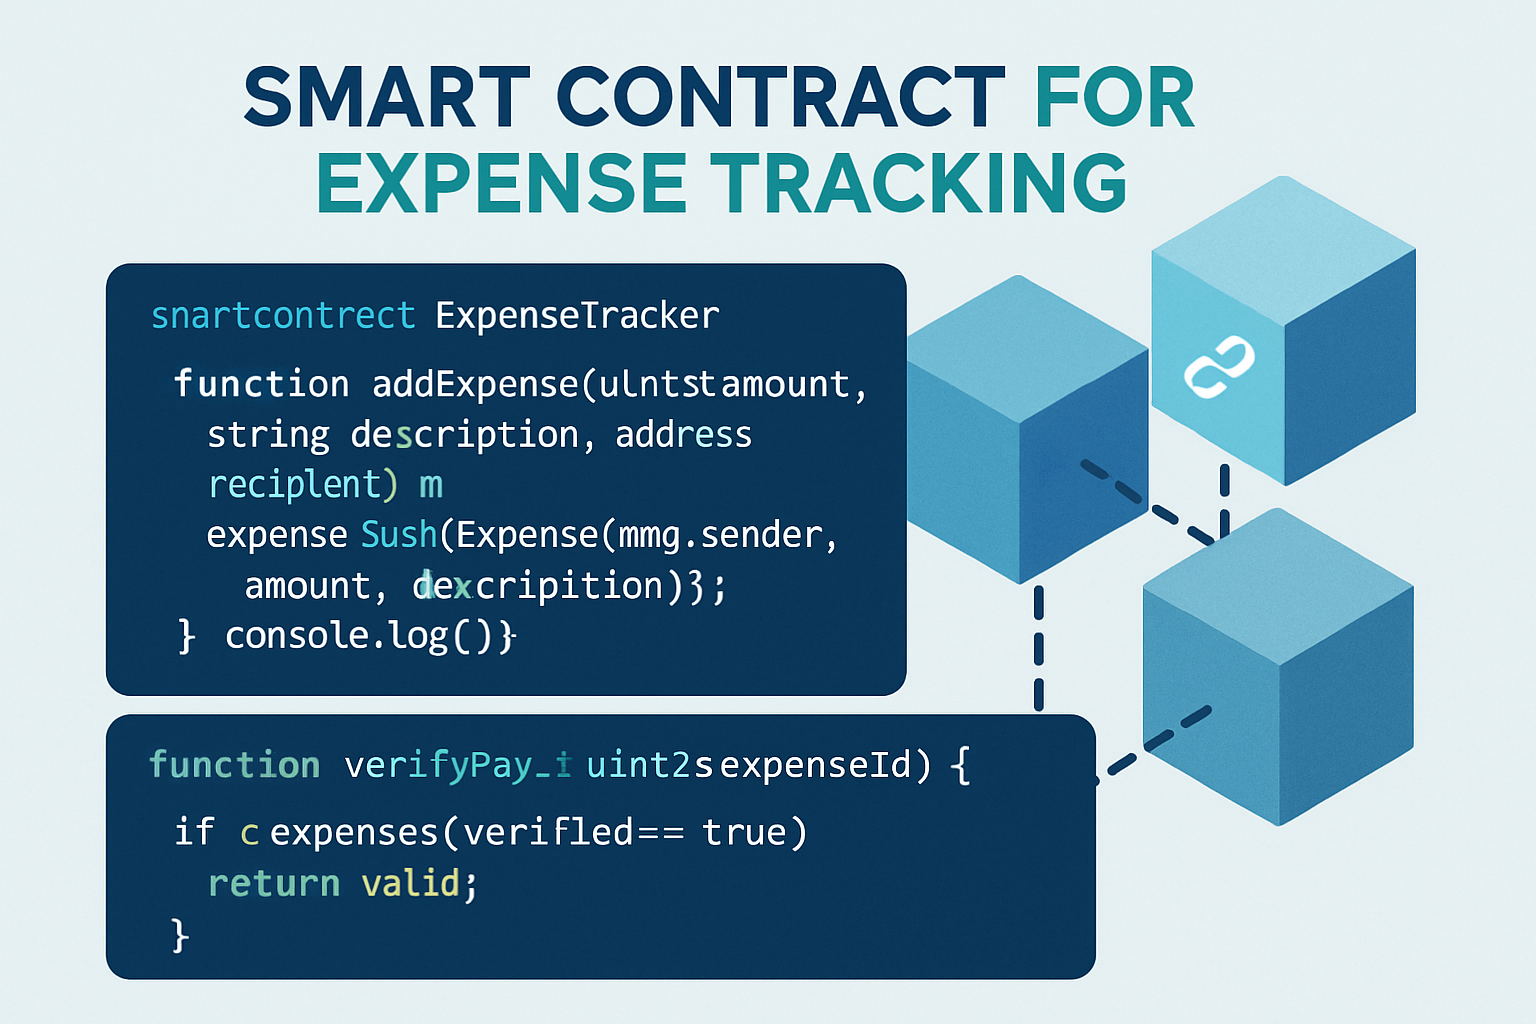 SMART CONTRACT FOR
EXPENSE TRACKING
snartcontrect ExpenseTracker
function addExpense(ulntstamount,
string description, address
reciplent) m
expense Sush(Expense(mmg.sender,
amount, dexcripition)};
} console.log()}
function verifyPay_i uint2sexpenseId) {
if c expenses(verifled== true)
return valid;
}